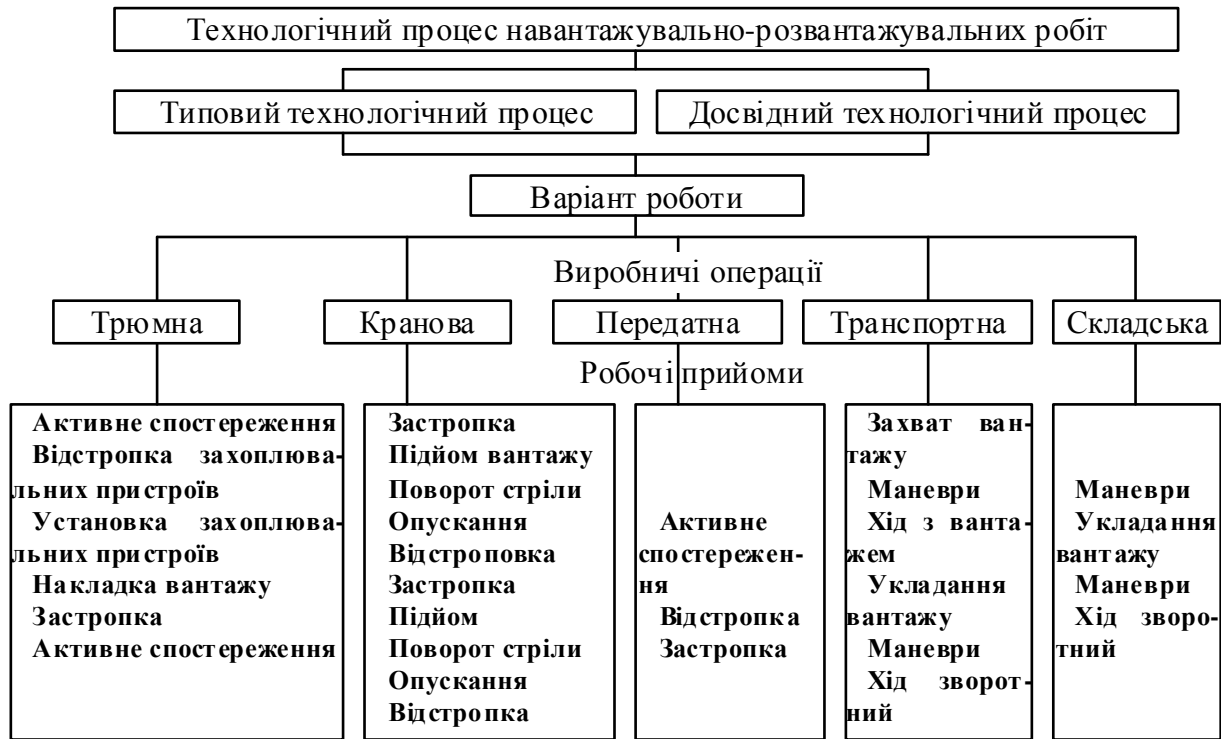 Технологічний процес навантажувально-розвантажувальних робіт
Типовий технологічний процес
Досвідний технологічний процес
Варіант роботи
Виробничі операції
Трюмна
Кранова
Передатна
Транспортна
Складська
Робочі прийоми
Активне спостереження
Відстропка захоплюва-
льних пристроїв
Установка захоплюва-
льних пристроїв
Накладка вантажу
Застропка
Активне спостереження
Застропка
Підйом вантажу
Поворот стріли
Опускання
Відстроповка
Застропка
Підйом
Поворот стріли
Опускання
Відстропка
Активне
спостережен-
ня
Відстропка
Застропка
Захват ван-
тажу
Маневри
Хід з ванта-
жем
Укладання
вантажу
Маневри
Хід зворот-
ний
Маневри
Укладання
вантажу
Маневри
Хід зворо-
тний